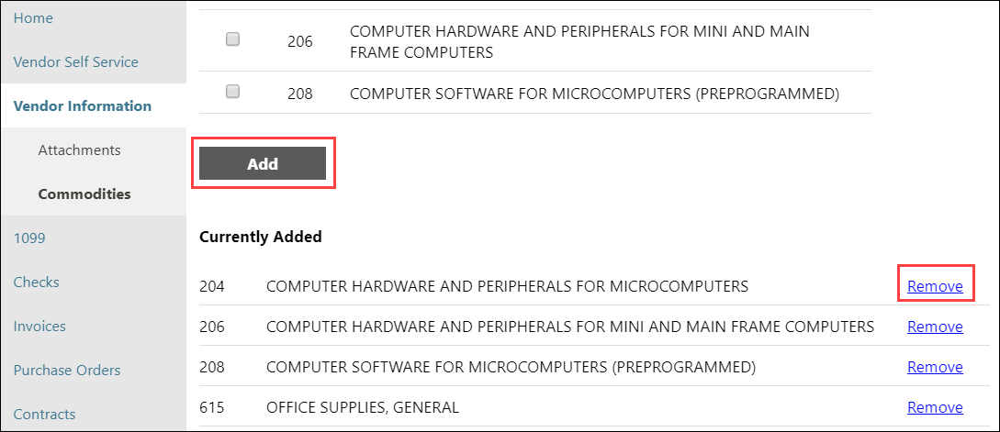 Home
Vendor Self Service
Vendor Information
Attachments
Commodities
1099
Checks
Invoices
Purchase Orders
Contracts
206 COMPUTER HARDWARE AND PERIPHERALS FOR MINI AND MAIN
FRAME COMPUTERS
208 COMPUTER SOFTWARE FOR MICROCOMPUTERS (PREPROGRAMMED)
Add
Currently Added
204 COMPUTER HARDWARE AND PERIPHERALS FOR MICROCOMPUTERS Remove
206 COMPUTER HARDWARE AND PERIPHERALS FOR MINI AND MAIN FRAME COMPUTERS Remove
208 COMPUTER SOFTWARE FOR MICROCOMPUTERS (PREPROGRAMMED) Remove
615 OFFICE SUPPLIES, GENERAL Remove